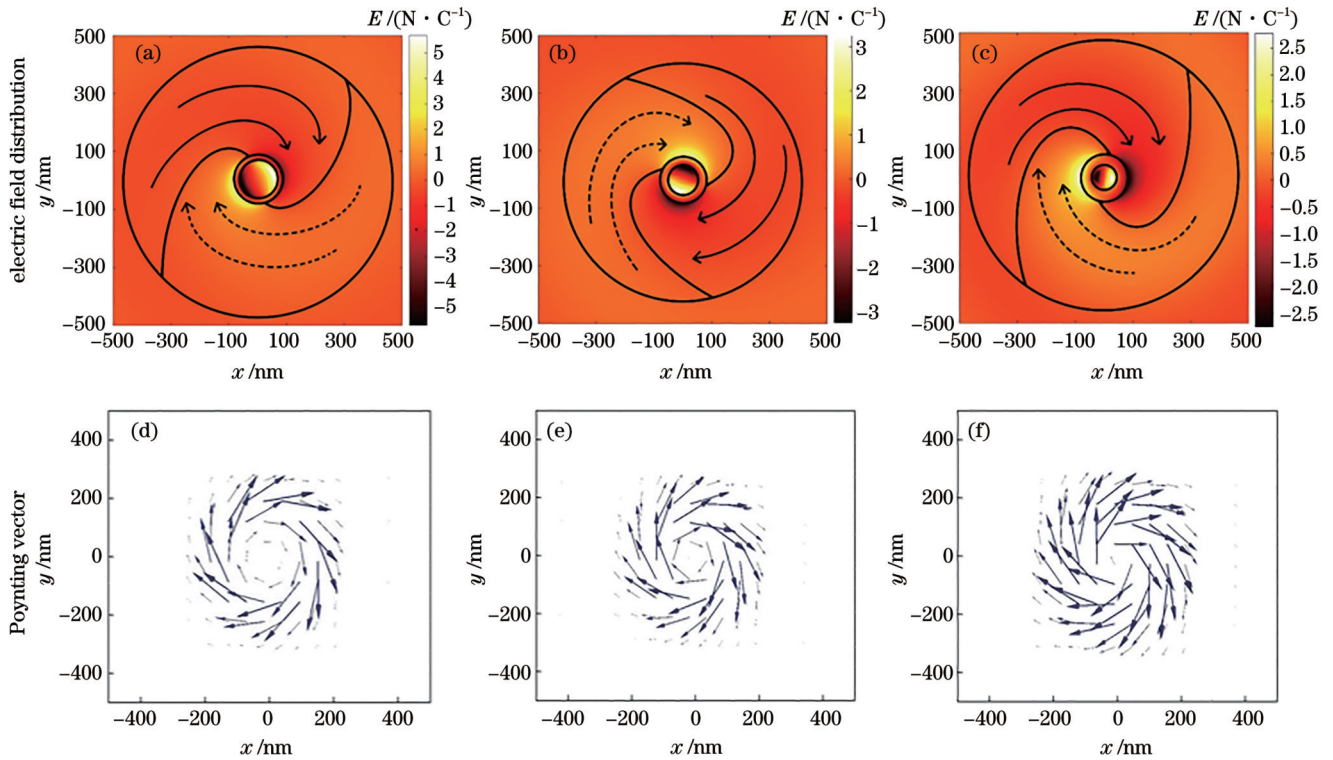 E /(N · C⁻¹)
E /(N · C⁻¹)
E /(N · C⁻¹)
electric field distribution
(a)
500
300
100
−100
−300
−500
y /nm
−500 −300 −100 100 300 500
x /nm
5
4
3
2
1
0
−1
−2
−3
−4
−5
(b)
500
300
100
−100
−300
−500
y /nm
−500 −300 −100 100 300 500
x /nm
3
2
1
0
−1
−2
−3
(c)
500
300
100
−100
−300
−500
y /nm
−500 −300 −100 100 300 500
x /nm
2.5
2.0
1.5
1.0
0.5
0
−0.5
−1.0
−1.5
−2.0
−2.5
Poynting vector
(d)
400
200
0
−200
−400
y /nm
−400 −200 0 200 400
x /nm
(e)
400
200
0
−200
−400
y /nm
−400 −200 0 200 400
x /nm
(f)
400
200
0
−200
−400
y /nm
−400 −200 0 200 400
x /nm